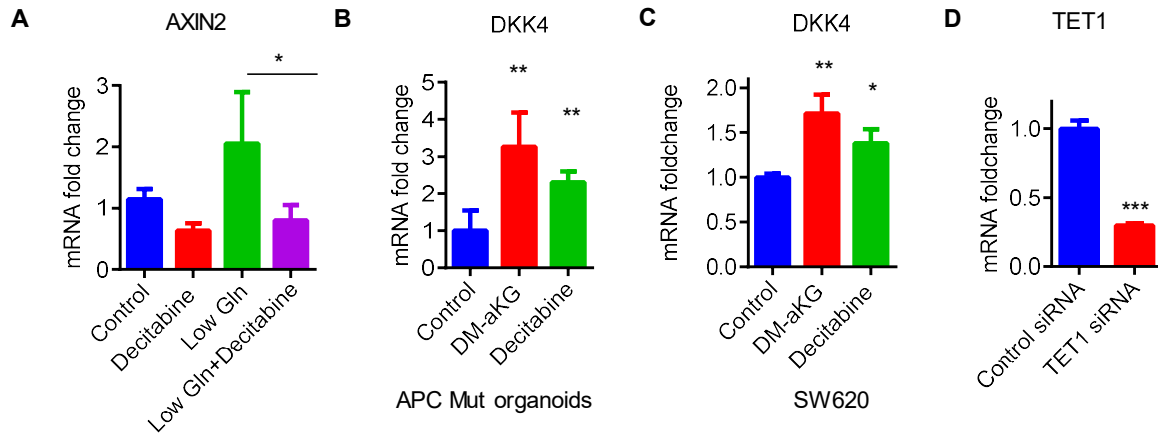 A
AXIN2
*
mRNA fold change
3
2
1
0
Control
Decitabine
Low Gln
Low Gln+Decitabine
B
DKK4
**
**
mRNA fold change
5
4
3
2
1
0
Control
DM-aKG
Decitabine
APC Mut organoids
C
DKK4
**
*
mRNA fold change
2.0
1.5
1.0
0.5
0.0
Control
DM-aKG
Decitabine
SW620
D
TET1
***
mRNA foldchange
1.0
0.5
0.0
Control siRNA
TET1 siRNA